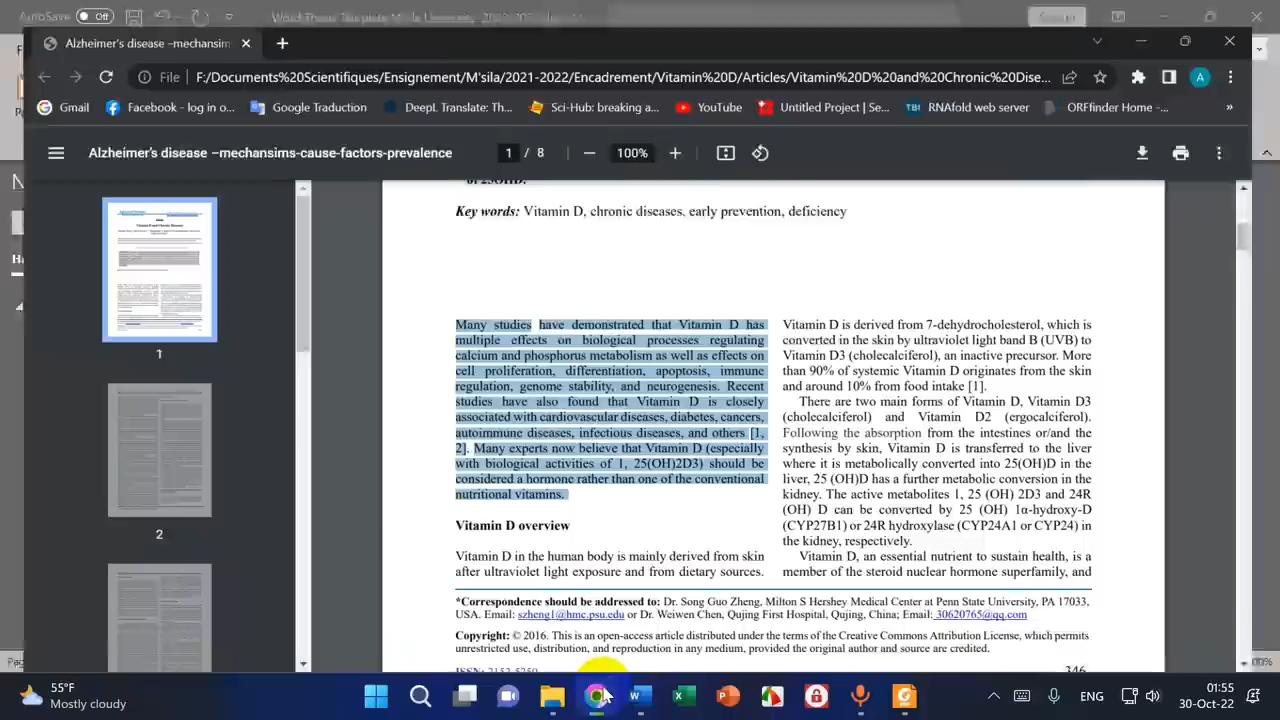 AutoSave Off
Alzheimer's disease –mechansim
File F:/Documents%20Scientifiques/Ensignement/M'sila/2021-2022/Encadrement/Vitamin%20D/Articles/Vitamin%20D%20and%20Chronic%20Dise... A
Gmail Facebook - log in o... Google Traduction DeepL Translate: Th... Sci-Hub: breaking a... YouTube Untitled Project | Se... TBI RNAfold web server ORFfinder Home -... »
Alzheimer's disease –mechansims-cause-factors-prevalence 1 / 8 100%
of 25OHD.
Key words: Vitamin D, chronic diseases, early prevention, deficiency
Many studies have demonstrated that Vitamin D has
multiple effects on biological processes regulating
calcium and phosphorus metabolism as well as effects on
cell proliferation, differentiation, apoptosis, immune
regulation, genome stability, and neurogenesis. Recent
studies have also found that Vitamin D is closely
associated with cardiovascular diseases, diabetes, cancers,
autoimmune diseases, infectious diseases, and others [1,
2]. Many experts now believe that Vitamin D (especially
with biological activities of 1, 25(OH)2D3) should be
considered a hormone rather than one of the conventional
nutritional vitamins.
Vitamin D overview
Vitamin D in the human body is mainly derived from skin
after ultraviolet light exposure and from dietary sources.
Vitamin D is derived from 7-dehydrocholesterol, which is
converted in the skin by ultraviolet light band B (UVB) to
Vitamin D3 (cholecalciferol), an inactive precursor. More
than 90% of systemic Vitamin D originates from the skin
and around 10% from food intake [1].
There are two main forms of Vitamin D, Vitamin D3
(cholecalciferol) and Vitamin D2 (ergocalciferol).
Following the absorption from the intestines or/and the
synthesis by skin, Vitamin D is transferred to the liver
where it is metabolically converted into 25(OH)D in the
liver, 25 (OH)D has a further metabolic conversion in the
kidney. The active metabolites 1, 25 (OH) 2D3 and 24R
(OH) D can be converted by 25 (OH) 1α-hydroxy-D
(CYP27B1) or 24R hydroxylase (CYP24A1 or CYP24) in
the kidney, respectively.
Vitamin D, an essential nutrient to sustain health, is a
member of the steroid nuclear hormone superfamily, and
*Correspondence should be addressed to: Dr. Song Guo Zheng, Milton S Hershey Medical Center at Penn State University, PA 17033,
USA. Email: szheng1@hmc.psu.edu or Dr. Weiwen Chen, Qujing First Hospital, Qujing, China; Email: 30620765@qq.com
Copyright: © 2016. This is an open-access article distributed under the terms of the Creative Commons Attribution License, which permits
unrestricted use, distribution, and reproduction in any medium, provided the original author and source are credited.
ISSN: 2152-5250 346
1
2
55°F
Mostly cloudy
ENG
01:55
30-Oct-22